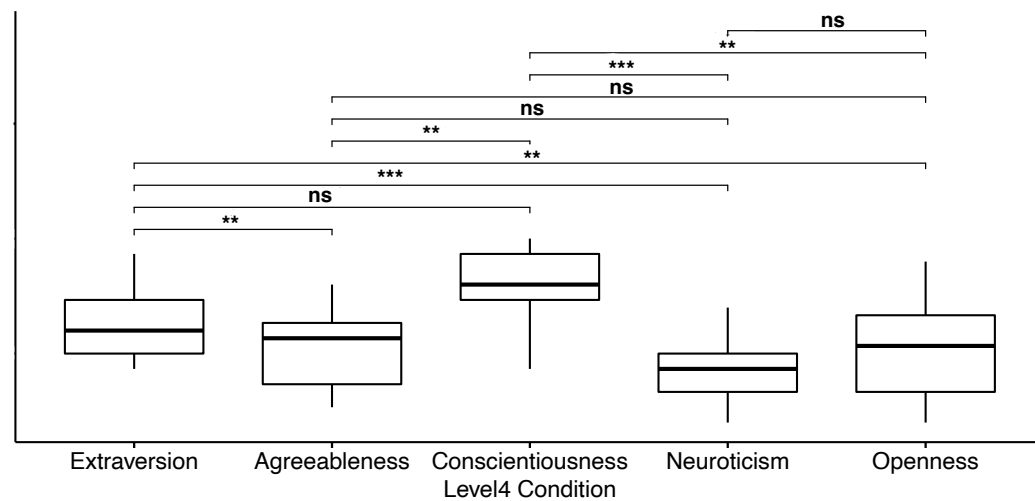 ns
**
***
ns
ns
**
**
***
ns
**
Extraversion Agreeableness Conscientiousness Neuroticism Openness
Level4 Condition